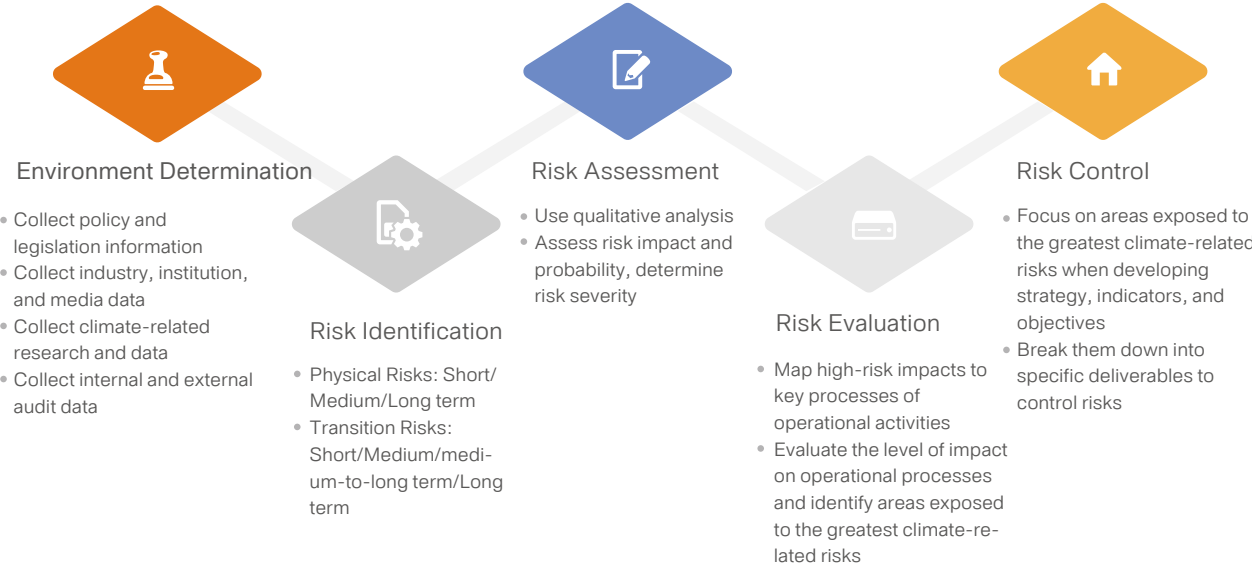 Environment Determination
Collect policy and
legislation information
Collect industry, institution,
and media data
Collect climate-related
research and data
Collect internal and external
audit data
Risk Identification
Physical Risks: Short/
Medium/Long term
Transition Risks:
Short/Medium/medi-
um-to-long term/Long
term
Risk Assessment
Use qualitative analysis
Assess risk impact and
probability, determine
risk severity
Risk Evaluation
Map high-risk impacts to
key processes of
operational activities
Evaluate the level of impact
on operational processes
and identify areas exposed
to the greatest climate-re-
lated risks
Risk Control
Focus on areas exposed to
the greatest climate-related
risks when developing
strategy, indicators, and
objectives
Break them down into
specific deliverables to
control risks